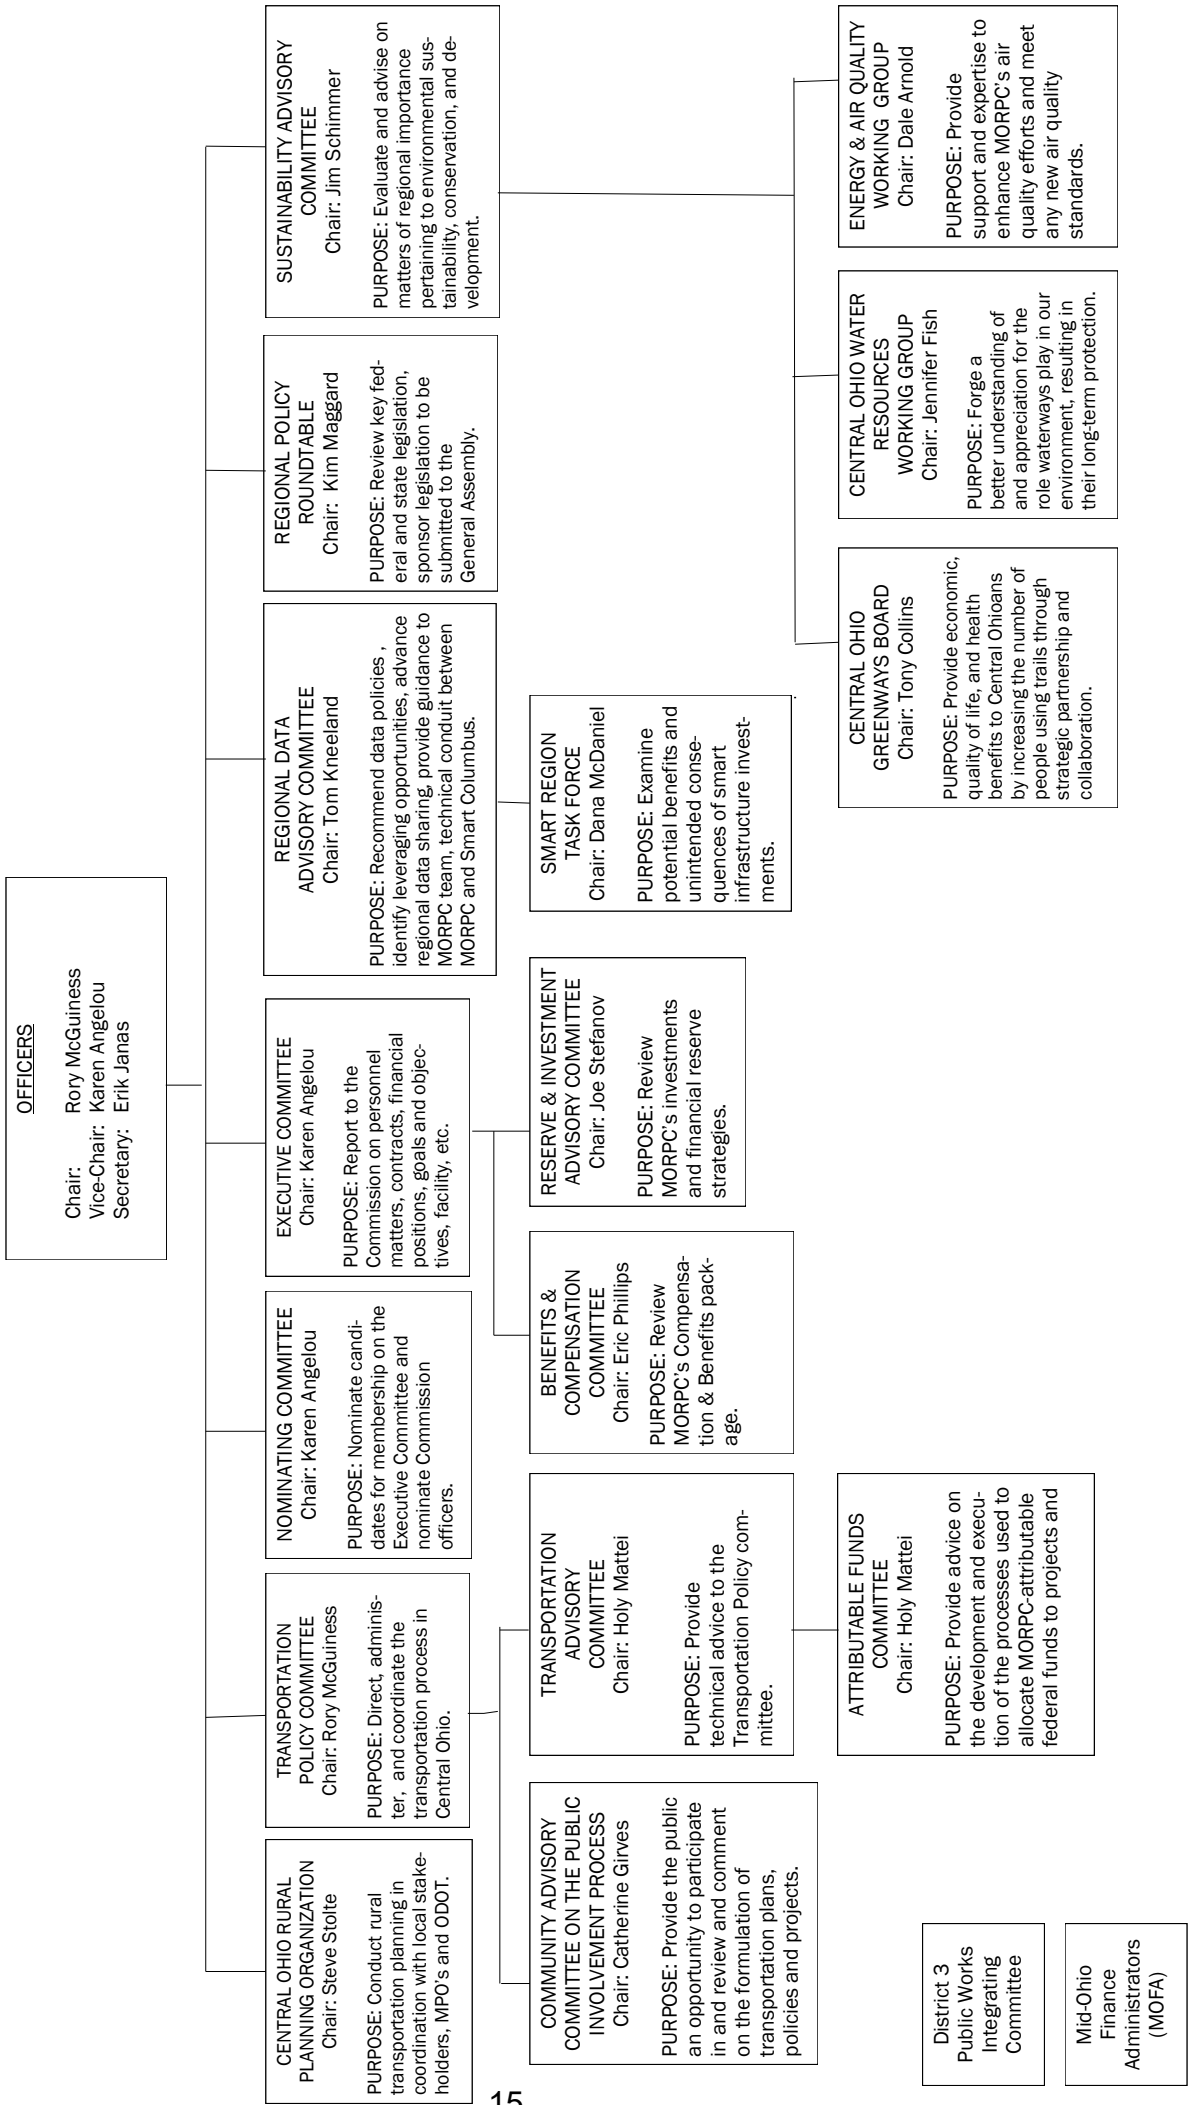 OFFICERS
Chair: Rory McGuiness
Vice-Chair: Karen Angelou
Secretary: Erik Janas
CENTRAL OHIO RURAL
PLANNING ORGANIZATION
Chair: Steve Stolte
PURPOSE: Conduct rural
transportation planning in
coordination with local stake-
holders, MPO's and ODOT.
TRANSPORTATION
POLICY COMMITTEE
Chair: Rory McGuiness
PURPOSE: Direct, adminis-
ter, and coordinate the
transportation process in
Central Ohio.
NOMINATING COMMITTEE
Chair: Karen Angelou
PURPOSE: Nominate candi-
dates for membership on the
Executive Committee and
nominate Commission
officers.
EXECUTIVE COMMITTEE
Chair: Karen Angelou
PURPOSE: Report to the
Commission on personnel
matters, contracts, financial
positions, goals and objec-
tives, facility, etc.
REGIONAL DATA
ADVISORY COMMITTEE
Chair: Tom Kneeland
PURPOSE: Recommend data policies ,
identify leveraging opportunities, advance
regional data sharing, provide guidance to
MORPC team, technical conduit between
MORPC and Smart Columbus.
REGIONAL POLICY
ROUNDTABLE
Chair: Kim Maggard
PURPOSE: Review key fed-
eral and state legislation,
sponsor legislation to be
submitted to the
General Assembly.
SUSTAINABILITY ADVISORY
COMMITTEE
Chair: Jim Schimmer
PURPOSE: Evaluate and advise on
matters of regional importance
pertaining to environmental sus-
tainability, conservation, and de-
velopment.
COMMUNITY ADVISORY
COMMITTEE ON THE PUBLIC
INVOLVEMENT PROCESS
Chair: Catherine Girves
PURPOSE: Provide the public
an opportunity to participate
in and review and comment
on the formulation of
transportation plans,
policies and projects.
TRANSPORTATION
ADVISORY
COMMITTEE
Chair: Holy Mattei
PURPOSE: Provide
technical advice to the
Transportation Policy com-
mittee.
BENEFITS &
COMPENSATION
COMMITTEE
Chair: Eric Phillips
PURPOSE: Review
MORPC's Compensa-
tion & Benefits pack-
age.
RESERVE & INVESTMENT
ADVISORY COMMITTEE
Chair: Joe Stefanov
PURPOSE: Review
MORPC's investments
and financial reserve
strategies.
SMART REGION
TASK FORCE
Chair: Dana McDaniel
PURPOSE: Examine
potential benefits and
unintended conse-
quences of smart
infrastructure invest-
ments.
ATTRIBUTABLE FUNDS
COMMITTEE
Chair: Holy Mattei
PURPOSE: Provide advice on
the development and execu-
tion of the processes used to
allocate MORPC-attributable
federal funds to projects and
CENTRAL OHIO
GREENWAYS BOARD
Chair: Tony Collins
PURPOSE: Provide economic,
quality of life, and health
benefits to Central Ohioans
by increasing the number of
people using trails through
strategic partnership and
collaboration.
CENTRAL OHIO WATER
RESOURCES
WORKING GROUP
Chair: Jennifer Fish
PURPOSE: Forge a
better understanding of
and appreciation for the
role waterways play in our
environment, resulting in
their long-term protection.
ENERGY & AIR QUALITY
WORKING GROUP
Chair: Dale Arnold
PURPOSE: Provide
support and expertise to
enhance MORPC's air
quality efforts and meet
any new air quality
standards.
District 3
Public Works
Integrating
Committee
Mid-Ohio
Finance
Administrators
(MOFA)
15